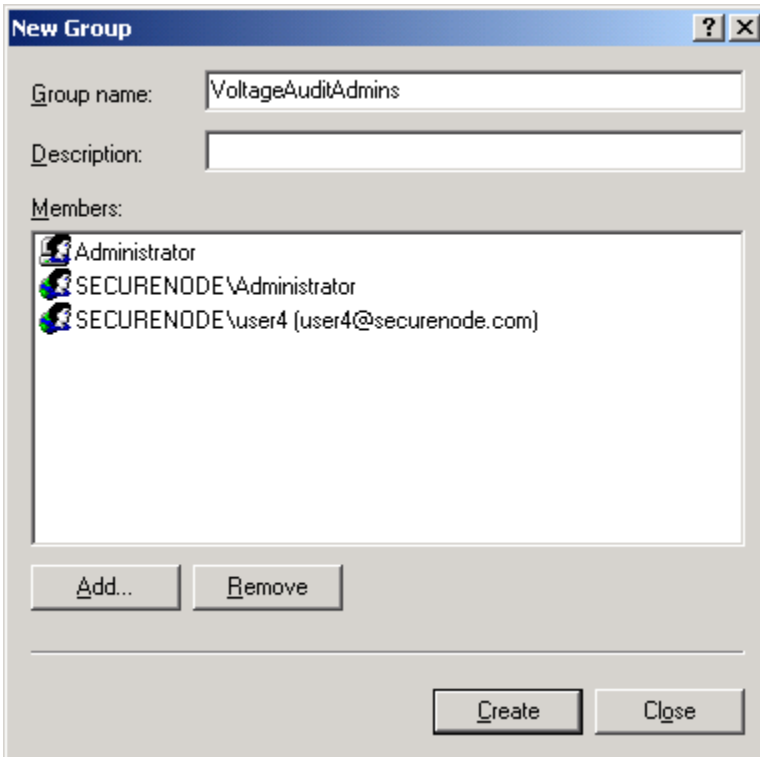 New Group
Group name: VoltageAuditAdmins
Description:
Members:
Administrator
SECURENODE\Administrator
SECURENODE\user4 (user4@securenode.com)
Add... Remove
Create Close